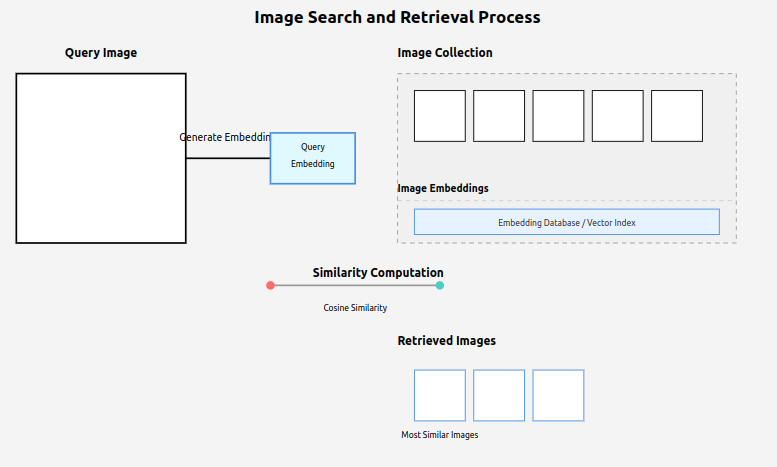 Image Search and Retrieval Process
Query Image
Image Collection
Generate Embeddin
Query
Embedding
Image Embeddings
Embedding Database / Vector Index
Similarity Computation
Cosine Similarity
Retrieved Images
Most Similar Images